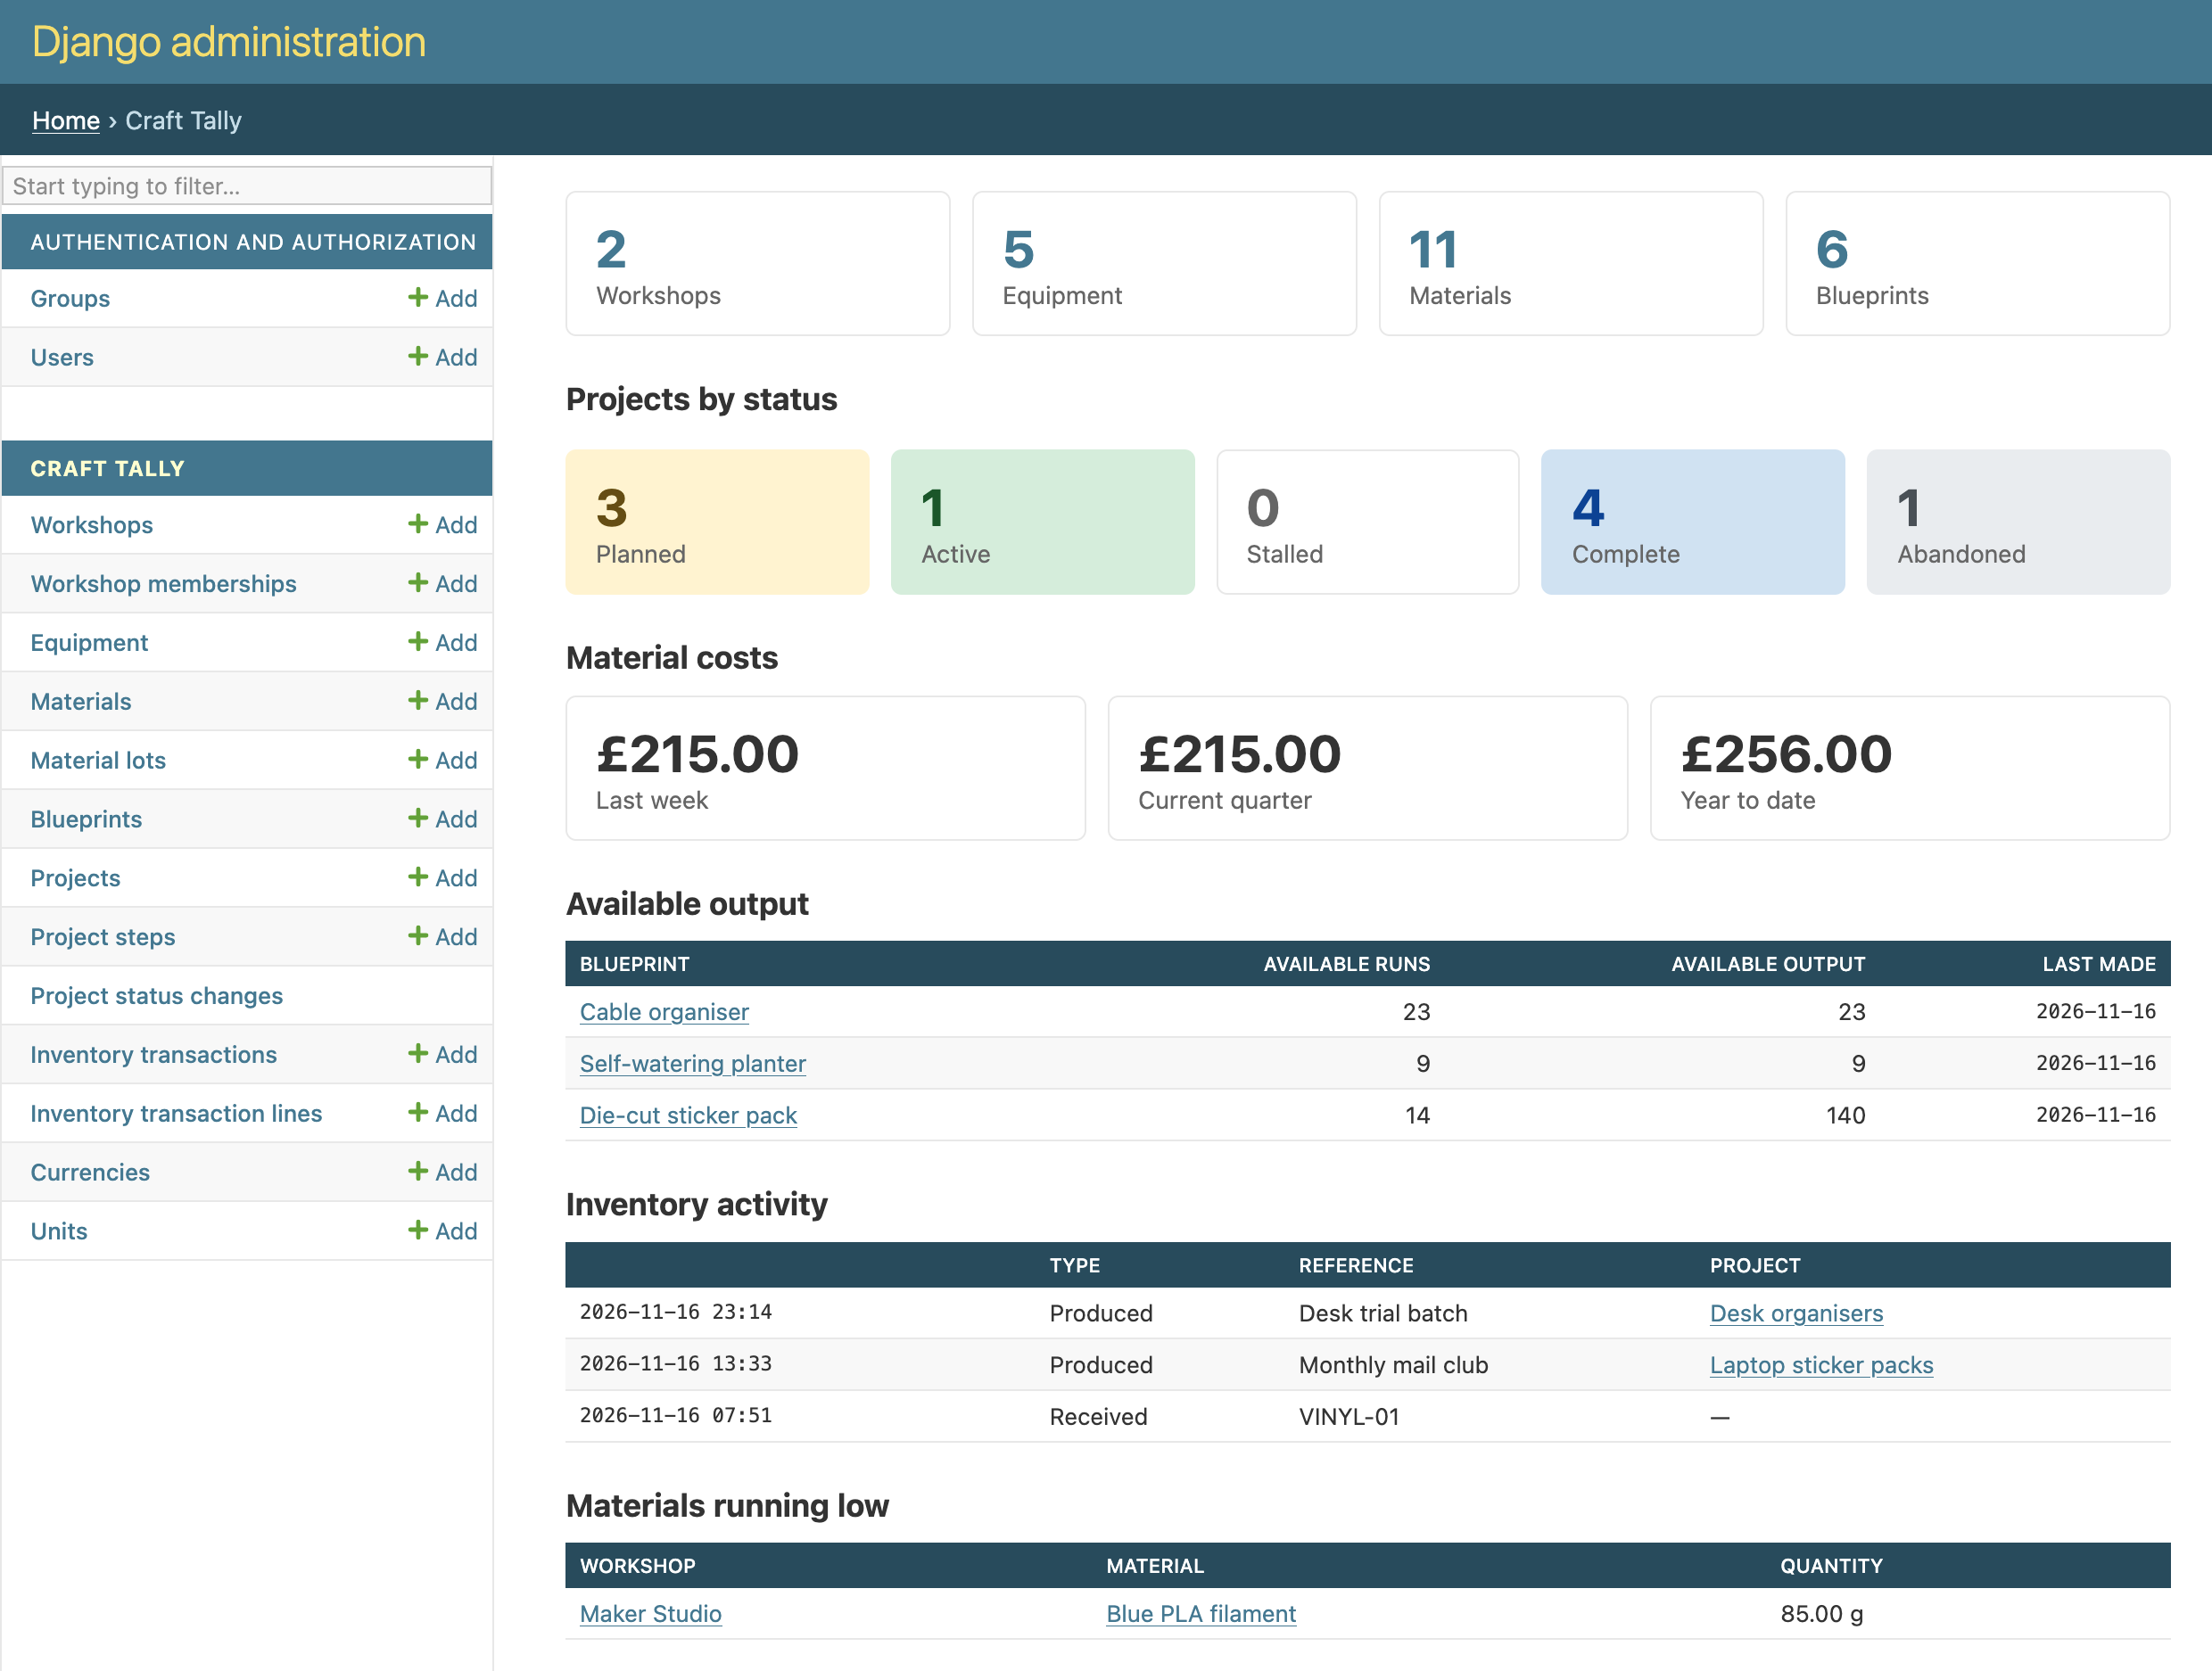 Django administration
Home › Craft Tally
Start typing to filter...
AUTHENTICATION AND AUTHORIZATION
Groups + Add
Users + Add
CRAFT TALLY
Workshops + Add
Workshop memberships + Add
Equipment + Add
Materials + Add
Material lots + Add
Blueprints + Add
Projects + Add
Project steps + Add
Project status changes
Inventory transactions + Add
Inventory transaction lines + Add
Currencies + Add
Units + Add
2 5 11 6
Workshops Equipment Materials Blueprints
Projects by status
3 1 0 4 1
Planned Active Stalled Complete Abandoned
Material costs
£215.00 £215.00 £256.00
Last week Current quarter Year to date
Available output
BLUEPRINT AVAILABLE RUNS AVAILABLE OUTPUT LAST MADE
Cable organiser 23 23 2026-11-16
Self-watering planter 9 9 2026-11-16
Die-cut sticker pack 14 140 2026-11-16
Inventory activity
TYPE REFERENCE PROJECT
2026-11-16 23:14 Produced Desk trial batch Desk organisers
2026-11-16 13:33 Produced Monthly mail club Laptop sticker packs
2026-11-16 07:51 Received VINYL-01 —
Materials running low
WORKSHOP MATERIAL QUANTITY
Maker Studio Blue PLA filament 85.00 g